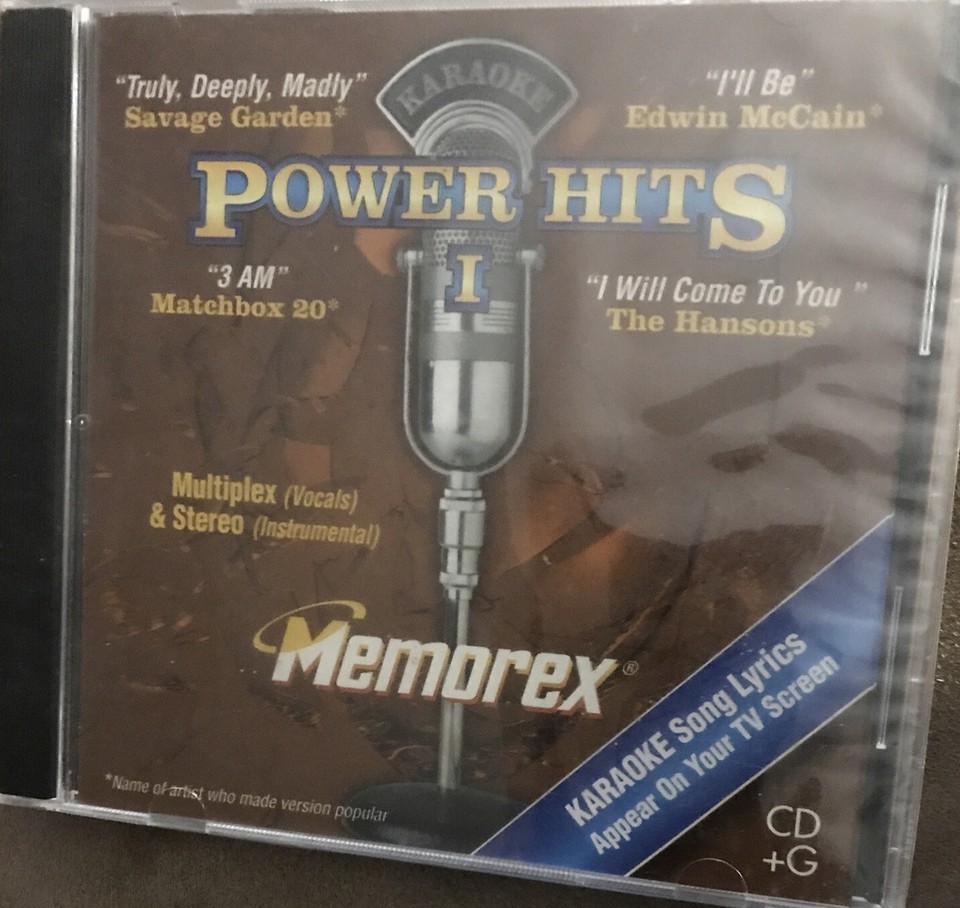 KARAOKE
"Truly, Deeply, Madly"
Savage Garden*
"I'll Be"
Edwin McCain*
POWER HITS
I
"3 AM"
Matchbox 20*
"I Will Come To You "
The Hansons*
Multiplex (Vocals)
& Stereo (Instrumental)
Memorex®
KARAOKE Song Lyrics
Appear On Your TV Screen
*Name of artist who made version popular
CD
+G